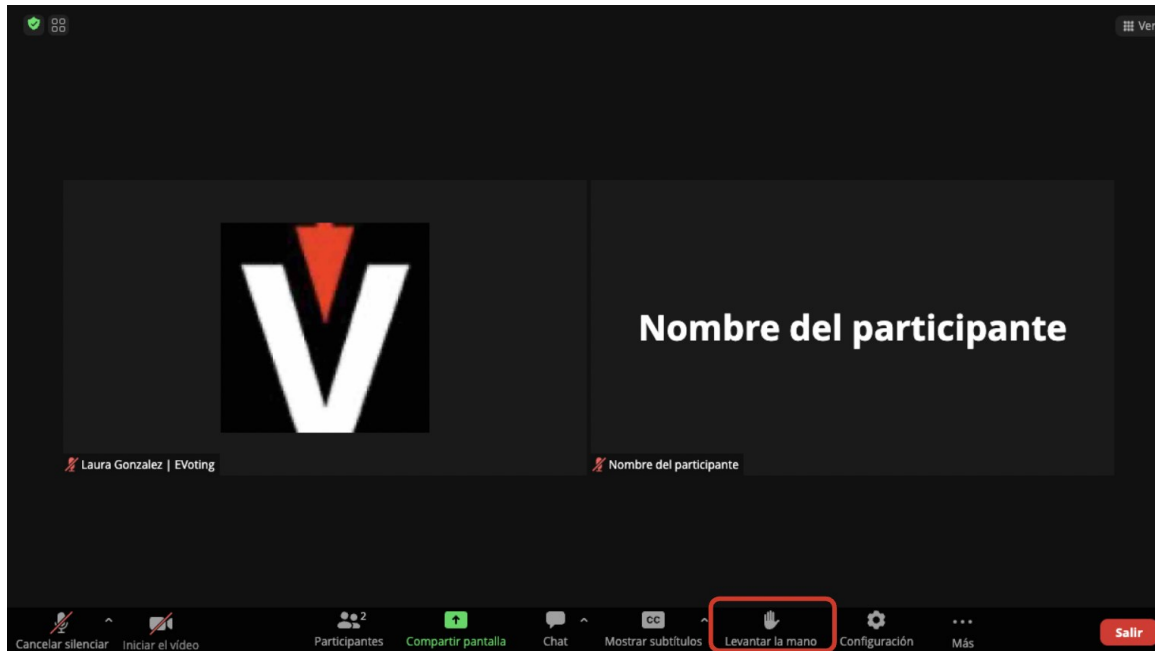 Ver
Nombre del participante
Laura Gonzalez | EVoting
Nombre del participante
2
CC
Cancelar silenciar
Iniciar el vídeo
Participantes
Compartir pantalla
Chat
Mostrar subtítulos
Levantar la mano
Configuración
Más
Salir